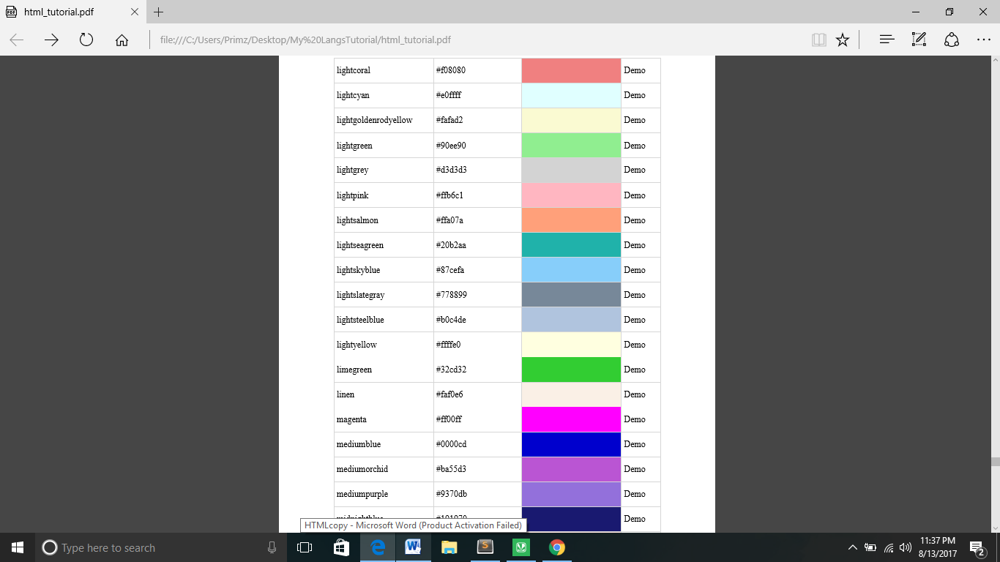 html_tutorial.pdf
file:///C:/Users/Primz/Desktop/My%20LangsTutorial/html_tutorial.pdf
lightcoral #f08080 Demo
lightcyan #e0ffff Demo
lightgoldenrodyellow #fafad2 Demo
lightgreen #90ee90 Demo
lightgrey #d3d3d3 Demo
lightpink #ffb6c1 Demo
lightsalmon #ffa07a Demo
lightseagreen #20b2aa Demo
lightskyblue #87cefa Demo
lightslategray #778899 Demo
lightsteelblue #b0c4de Demo
lightyellow #ffffe0 Demo
limegreen #32cd32 Demo
linen #faf0e6 Demo
magenta #ff00ff Demo
mediumblue #0000cd Demo
mediumorchid #ba55d3 Demo
mediumpurple #9370db Demo
midnightblue #191970 Demo
HTMLcopy - Microsoft Word (Product Activation Failed)
Type here to search
11:37 PM
8/13/2017
2